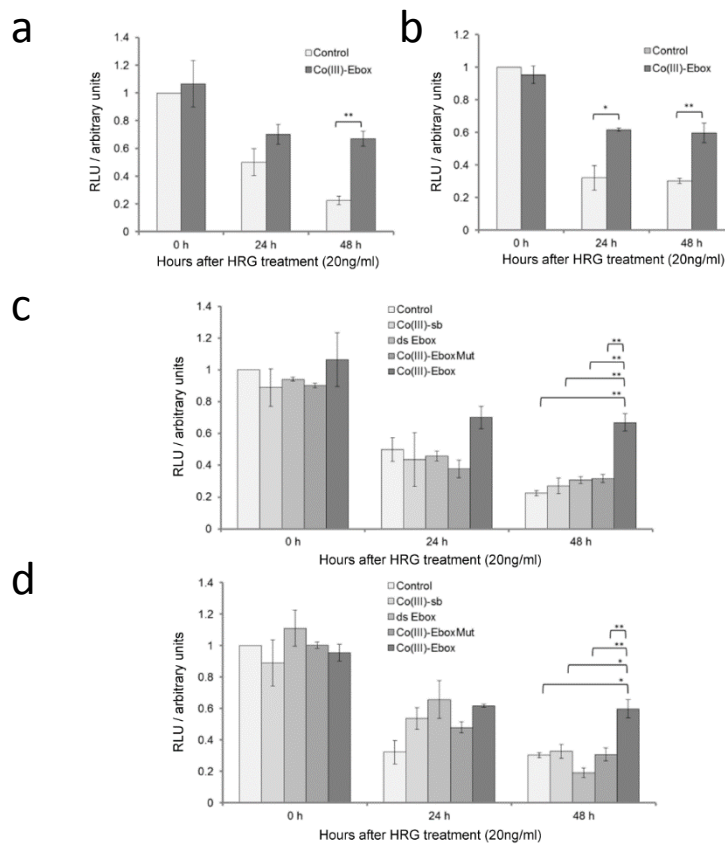 a
1.4
1.2
1
0.8
0.6
0.4
0.2
0
RLU / arbitrary units
Control
Co(III)-Ebox
**
0 h 24 h 48 h
Hours after HRG treatment (20ng/ml)
b
1.2
1
0.8
0.6
0.4
0.2
0
RLU / arbitrary units
Control
Co(III)-Ebox
*
**
0 h 24 h 48 h
Hours after HRG treatment (20ng/ml)
c
1.4
1.2
1
0.8
0.6
0.4
0.2
0
RLU / arbitrary units
Control
Co(III)-sb
ds Ebox
Co(III)-EboxMut
Co(III)-Ebox
**
**
**
**
0 h 24 h 48 h
Hours after HRG treatment (20ng/ml)
d
1.4
1.2
1
0.8
0.6
0.4
0.2
0
RLU / arbitrary units
Control
Co(III)-sb
ds Ebox
Co(III)-EboxMut
Co(III)-Ebox
**
**
*
*
0 h 24 h 48 h
Hours after HRG treatment (20ng/ml)